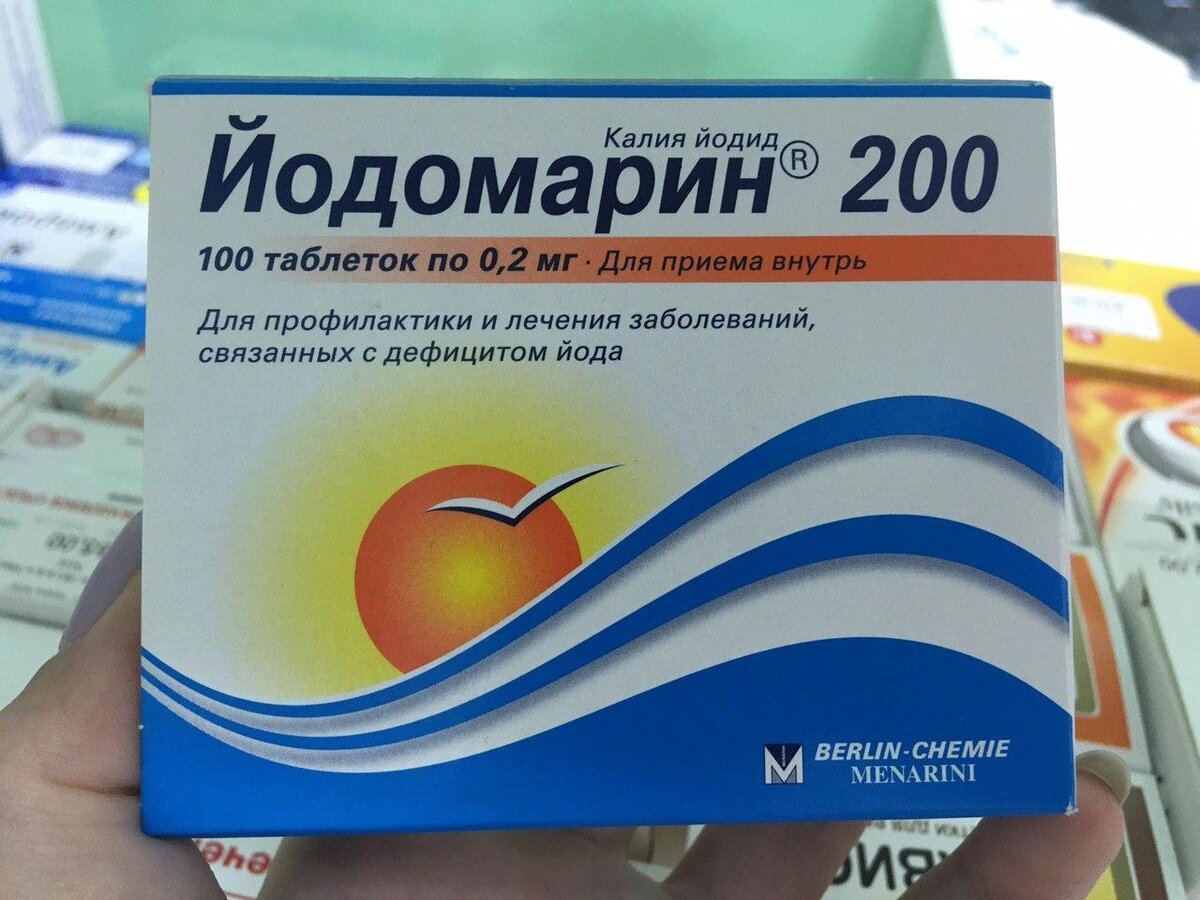 Калия йодид
Йодомарин® 200
100 таблеток по 0,2 мг · Для приема внутрь
Для профилактики и лечения заболеваний,
связанных с дефицитом йода
BERLIN-CHEMIE
MENARINI